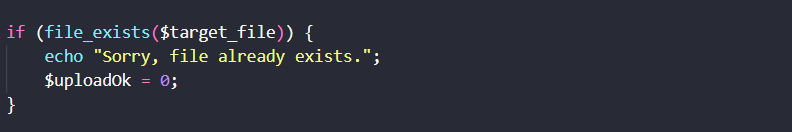 if (file_exists($target_file)) {
    echo "Sorry, file already exists.";
    $uploadOk = 0;
}